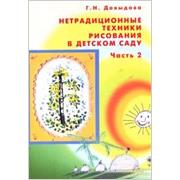 Г.Н. Давыдова
НЕТРАДИЦИОННЫЕ
ТЕХНИКИ
РИСОВАНИЯ
В ДЕТСКОМ САДУ
Часть 2